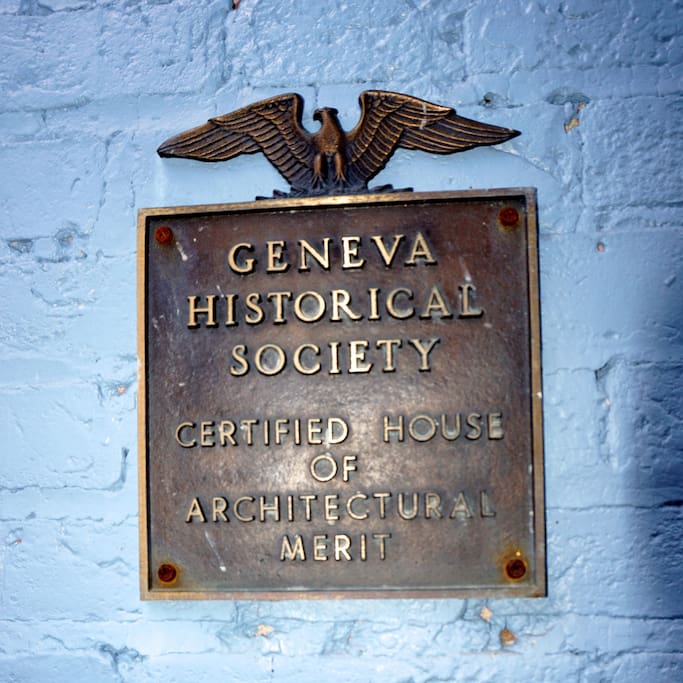 GENEVA
HISTORICAL
SOCIETY
CERTIFIED HOUSE
OF
ARCHITECTURAL
MERIT